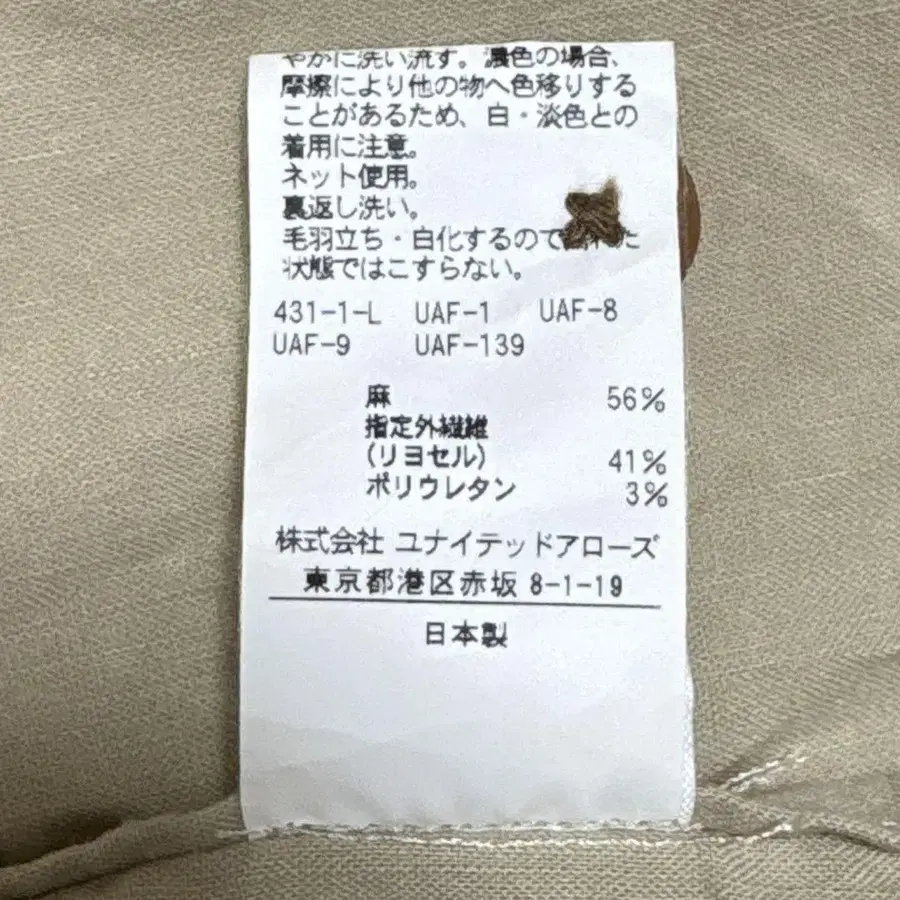 やかに洗い流す。濃色の場合、
摩擦により他の物へ色移りする
ことがあるため、白・淡色との
着用に注意。
ネット使用。
裏返し洗い。
毛羽立ち・白化するので た
状態ではこすらない。
431-1-L UAF-1 UAF-8
UAF-9 UAF-139
麻 56%
指定外繊維
(リヨセル) 41%
ポリウレタン 3%
株式会社 ユナイテッドアローズ
東京都港区赤坂 8-1-19
日本製